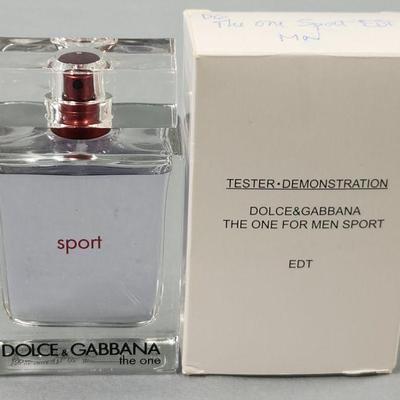 sport
DOLCE & GABBANA
the one
DG
The one Sport EDT
Man
TESTER•DEMONSTRATION
DOLCE&GABBANA
THE ONE FOR MEN SPORT
EDT